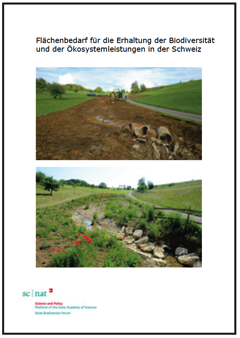 Flächenbedarf für die Erhaltung der Biodiversität
und der Ökosystemleistungen in der Schweiz
sc | nat
Science and Policy
Platform of the Swiss Academy of Sciences
Swiss Biodiversity Forum